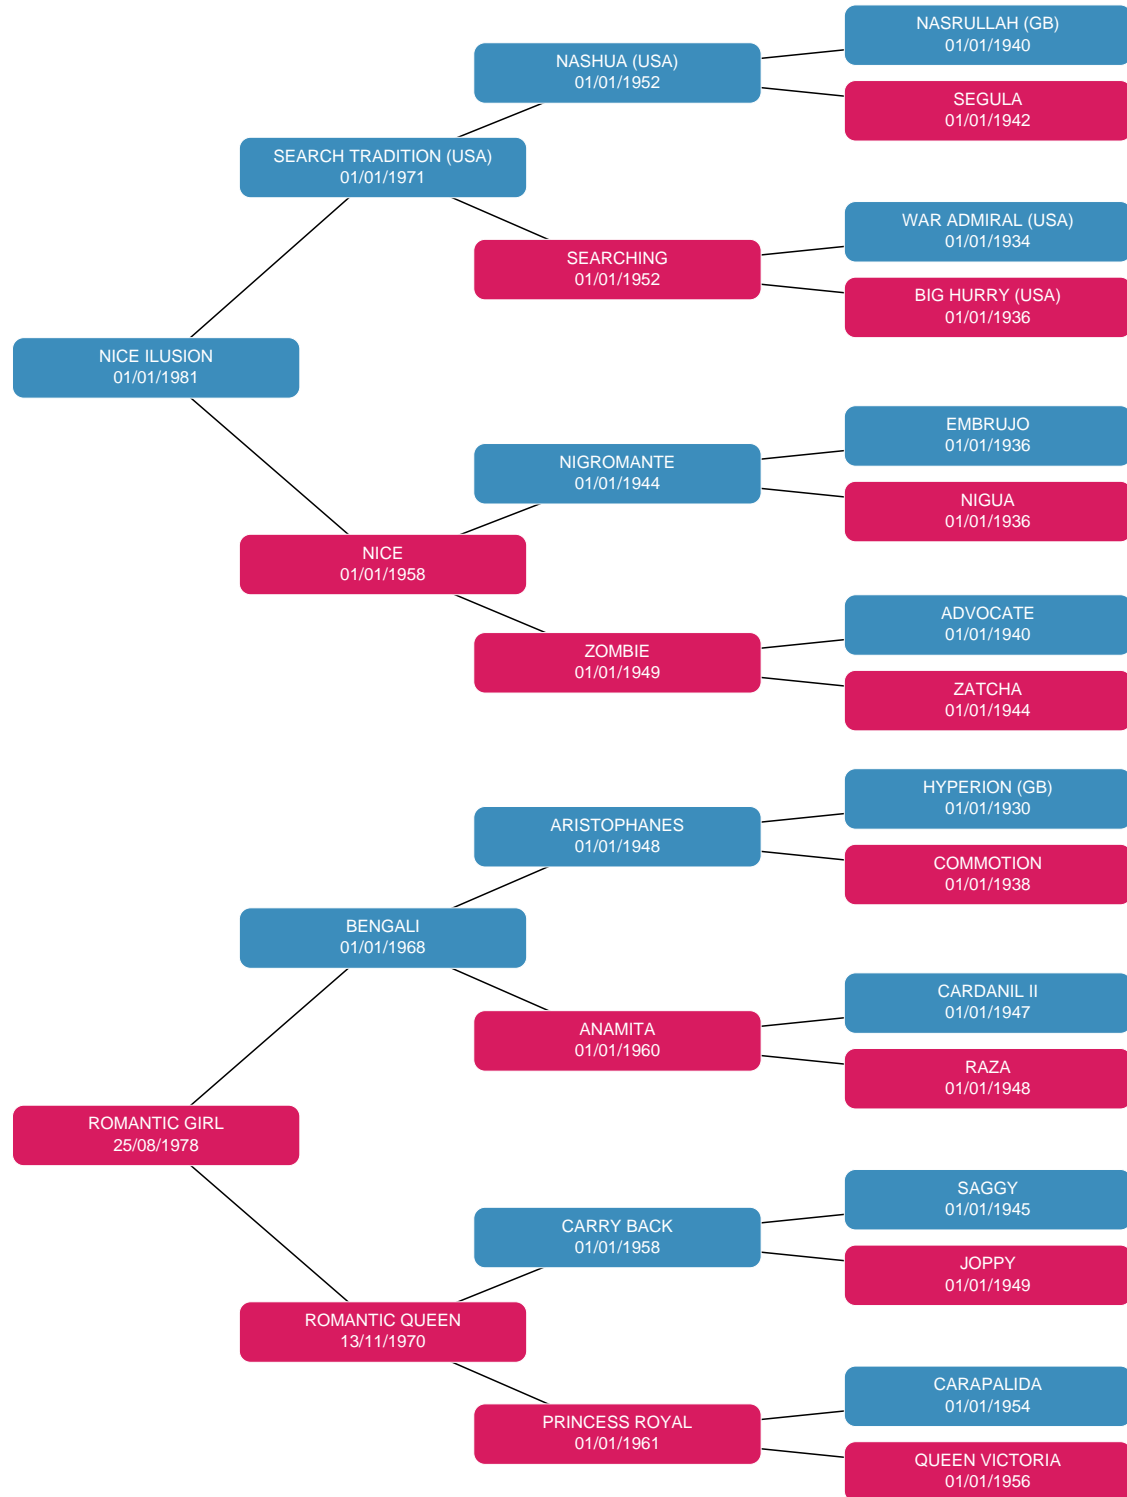 NASRULLAH (GB)
01/01/1940
NASHUA (USA)
01/01/1952
SEGULA
01/01/1942
SEARCH TRADITION (USA)
01/01/1971
WAR ADMIRAL (USA)
01/01/1934
SEARCHING
01/01/1952
BIG HURRY (USA)
01/01/1936
NICE ILUSION
01/01/1981
EMBRUJO
01/01/1936
NIGROMANTE
01/01/1944
NIGUA
01/01/1936
NICE
01/01/1958
ADVOCATE
01/01/1940
ZOMBIE
01/01/1949
ZATCHA
01/01/1944
HYPERION (GB)
01/01/1930
ARISTOPHANES
01/01/1948
COMMOTION
01/01/1938
BENGALI
01/01/1968
CARDANIL II
01/01/1947
ANAMITA
01/01/1960
RAZA
01/01/1948
ROMANTIC GIRL
25/08/1978
SAGGY
01/01/1945
CARRY BACK
01/01/1958
JOPPY
01/01/1949
ROMANTIC QUEEN
13/11/1970
CARAPALIDA
01/01/1954
PRINCESS ROYAL
01/01/1961
QUEEN VICTORIA
01/01/1956